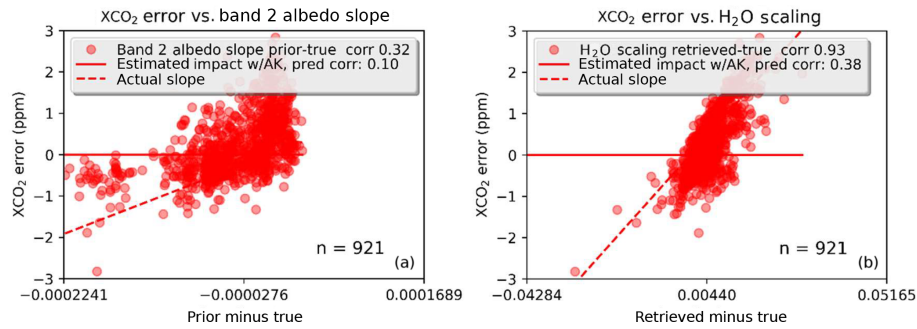 XCO₂ error vs. band 2 albedo slope
3
2
1
0
−1
−2
−3
XCO₂ error (ppm)
Band 2 albedo slope prior-true corr 0.32
Estimated impact w/AK, pred corr: 0.10
Actual slope
n = 921
(a)
−0.0002241
−0.0000276
0.0001689
Prior minus true
XCO₂ error vs. H₂O scaling
3
2
1
0
−1
−2
−3
XCO₂ error (ppm)
H₂O scaling retrieved-true corr 0.93
Estimated impact w/AK, pred corr: 0.38
Actual slope
n = 921
(b)
−0.04284
0.00440
0.05165
Retrieved minus true